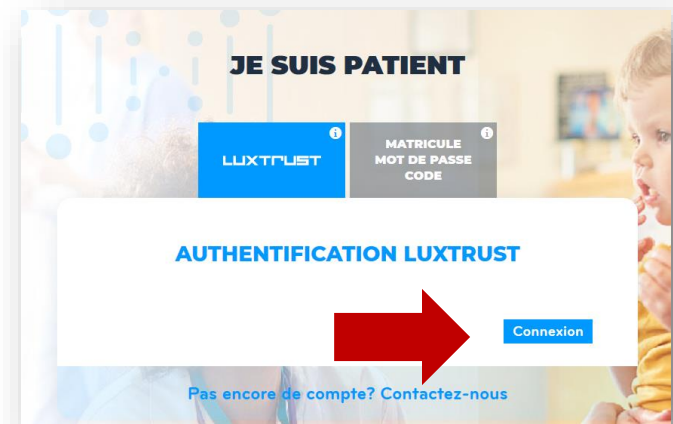 JE SUIS PATIENT
LUXTRUST
MATRICULE
MOT DE PASSE
CODE
AUTHENTIFICATION LUXTRUST
Connexion
Pas encore de compte? Contactez-nous